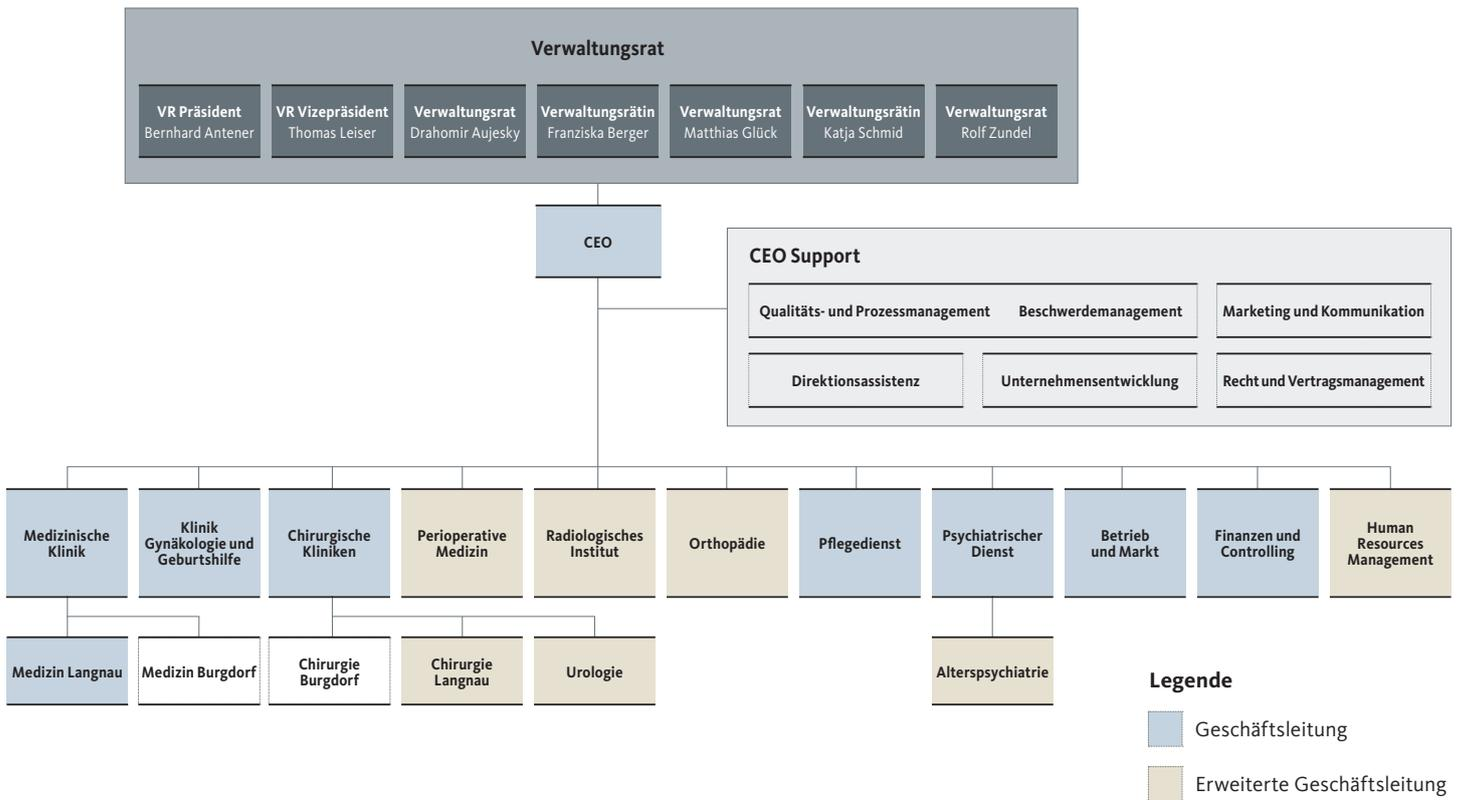 Verwaltungsrat
VR Präsident
Bernhard Antener
VR Vizepräsident
Thomas Leiser
Verwaltungsrat
Drahomir Aujesky
Verwaltungsrätin
Franziska Berger
Verwaltungsrat
Matthias Glück
Verwaltungsrätin
Katja Schmid
Verwaltungsrat
Rolf Zundel
CEO
CEO Support
Qualitäts- und Prozessmanagement
Beschwerdemanagement
Marketing und Kommunikation
Direktionsassistenz
Unternehmensentwicklung
Recht und Vertragsmanagement
Medizinische
Klinik
Klinik
Gynäkologie und
Geburtshilfe
Chirurgische
Kliniken
Perioperative
Medizin
Radiologisches
Institut
Orthopädie
Pflegedienst
Psychiatrischer
Dienst
Betrieb
und Markt
Finanzen und
Controlling
Human
Resources
Management
Medizin Langnau
Medizin Burgdorf
Chirurgie
Burgdorf
Chirurgie
Langnau
Urologie
Alterspsychiatrie
Legende
Geschäftsleitung
Erweiterte Geschäftsleitung